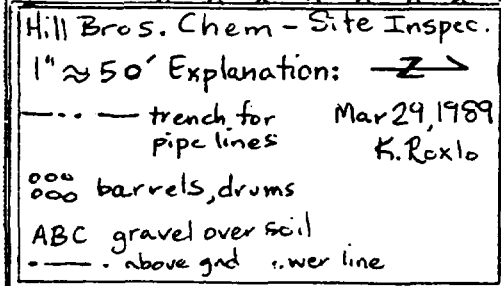 Hill Bros. Chem - Site Inspec.
1" ≈ 50' Explanation: Z
trench for Mar 29, 1989
pipe lines K. Roxlo
barrels, drums
ABC gravel over soil
above gnd line